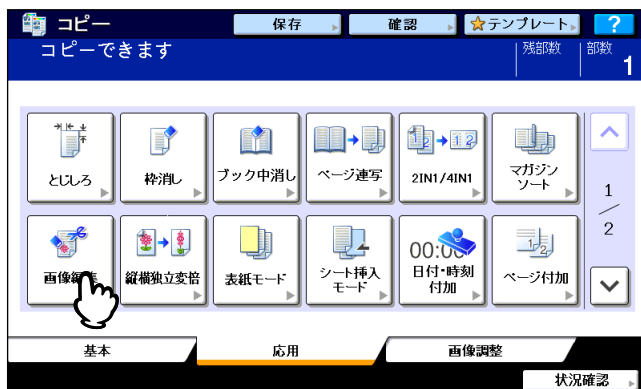 コピー
保存
確認
テンプレート
?
コピーできます
残部数
部数
1
とじしろ
枠消し
ブック中消し
ページ連写
2IN1/4IN1
マガジン
ソート
1
2
縦横独立変倍
表紙モード
シート挿入
モード
00:00
日付・時刻
付加
ページ付加
基本
応用
画像調整
状況確認